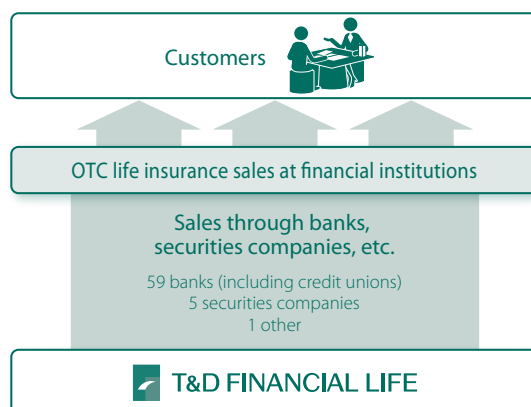 Customers
OTC life insurance sales at financial institutions
Sales through banks,
securities companies, etc.
59 banks (including credit unions)
5 securities companies
1 other
T&D FINANCIAL LIFE